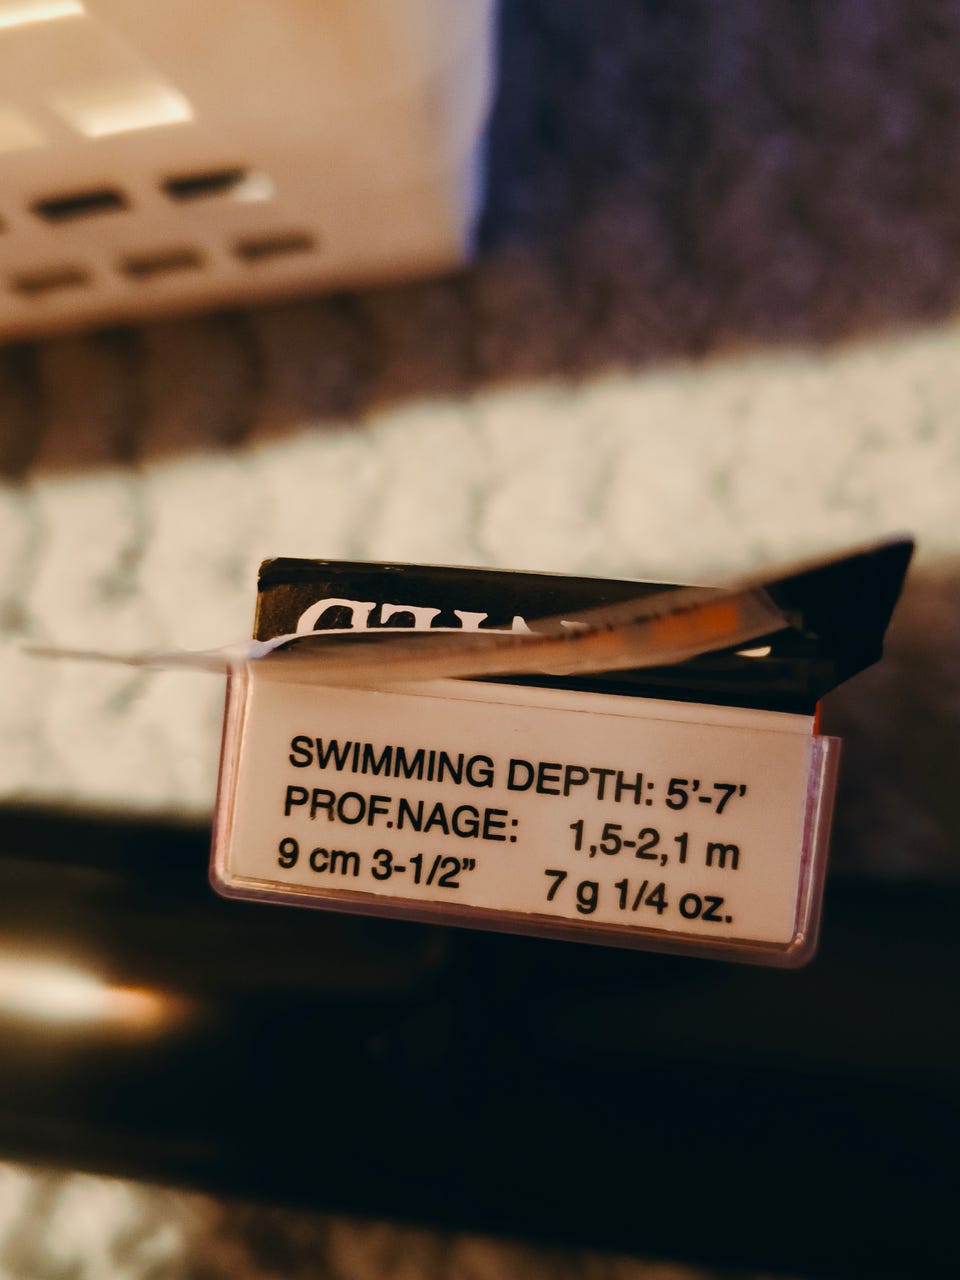 SWIMMING DEPTH: 5’-7’
PROF.NAGE: 1,5-2,1 m
9 cm 3-1/2” 7 g 1/4 oz.